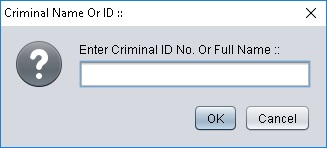 Criminal Name Or ID ::
Enter Criminal ID No. Or Full Name ::
OK
Cancel